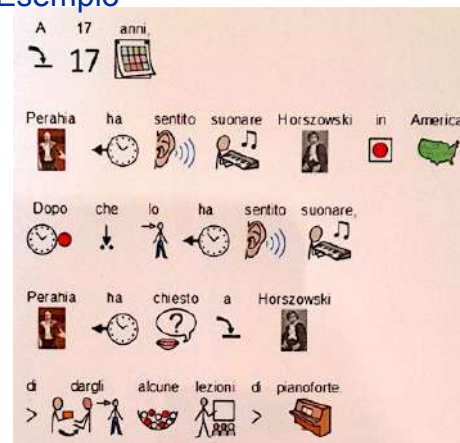 Esempio
A 17 anni,
17
Perahia ha sentito suonare Horszowski in America
Dopo che lo ha sentito suonare,
Perahia ha chiesto a Horszowski
?
di dargli alcune lezioni di pianoforte.
> >